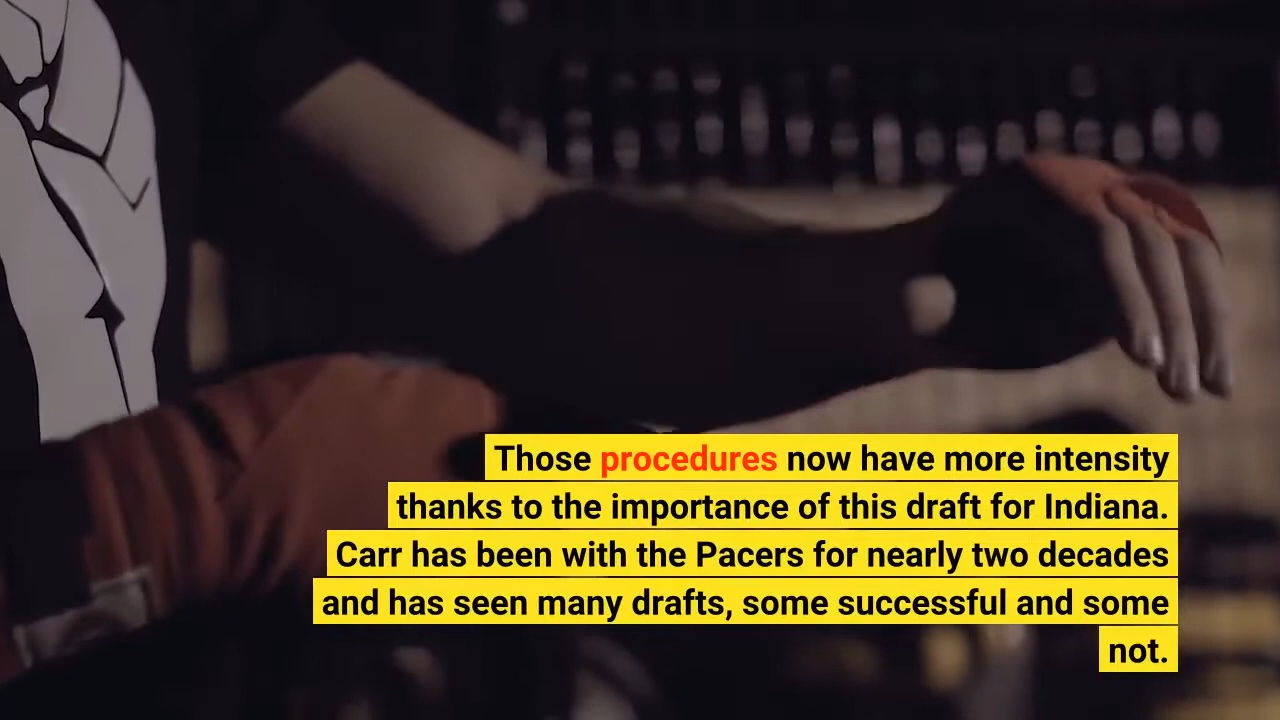 Those procedures now have more intensity
thanks to the importance of this draft for Indiana.
Carr has been with the Pacers for nearly two decades
and has seen many drafts, some successful and some
not.